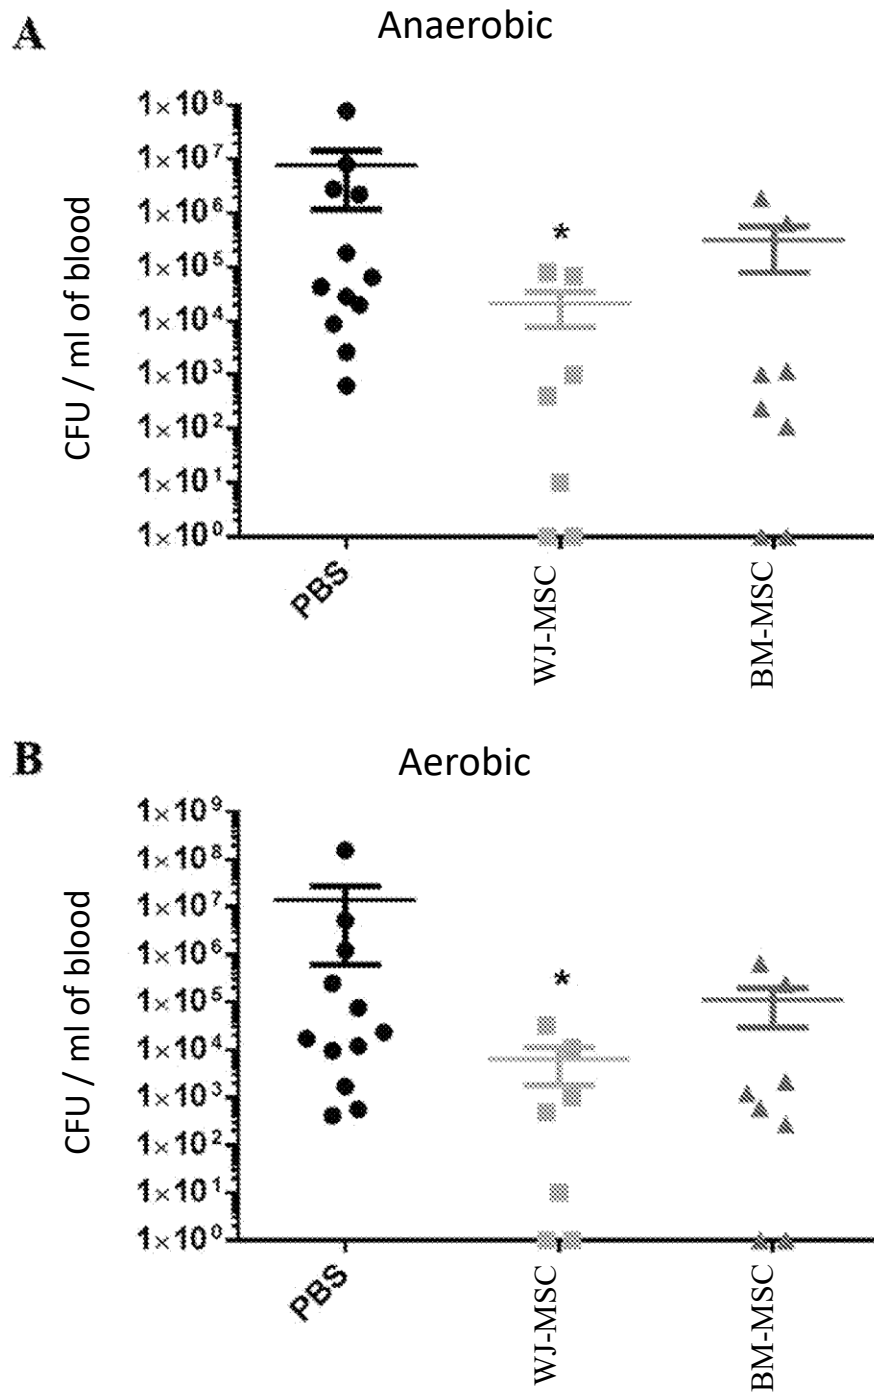 A
Anaerobic
CFU / ml of blood
1×10⁸
1×10⁷
1×10⁶
1×10⁵
1×10⁴
1×10³
1×10²
1×10¹
1×10⁰
*
PBS
WJ-MSC
BM-MSC
B
Aerobic
CFU / ml of blood
1×10⁹
1×10⁸
1×10⁷
1×10⁶
1×10⁵
1×10⁴
1×10³
1×10²
1×10¹
1×10⁰
*
PBS
WJ-MSC
BM-MSC